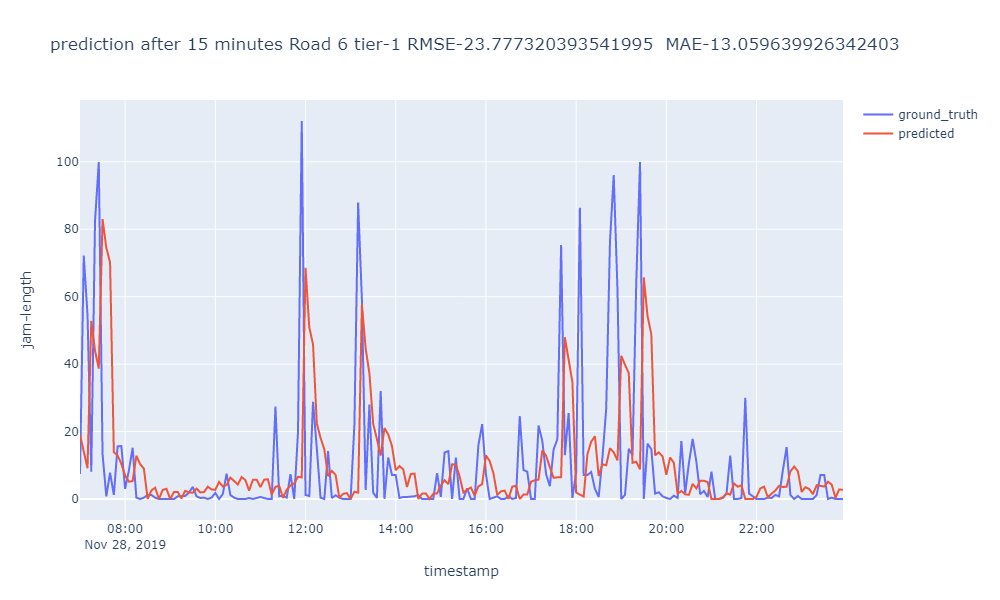 prediction after 15 minutes Road 6 tier-1 RMSE-23.777320393541995  MAE-13.059639926342403
ground_truth
predicted
100
80
60
40
20
0
jam-length
08:00 10:00 12:00 14:00 16:00 18:00 20:00 22:00
Nov 28, 2019
timestamp